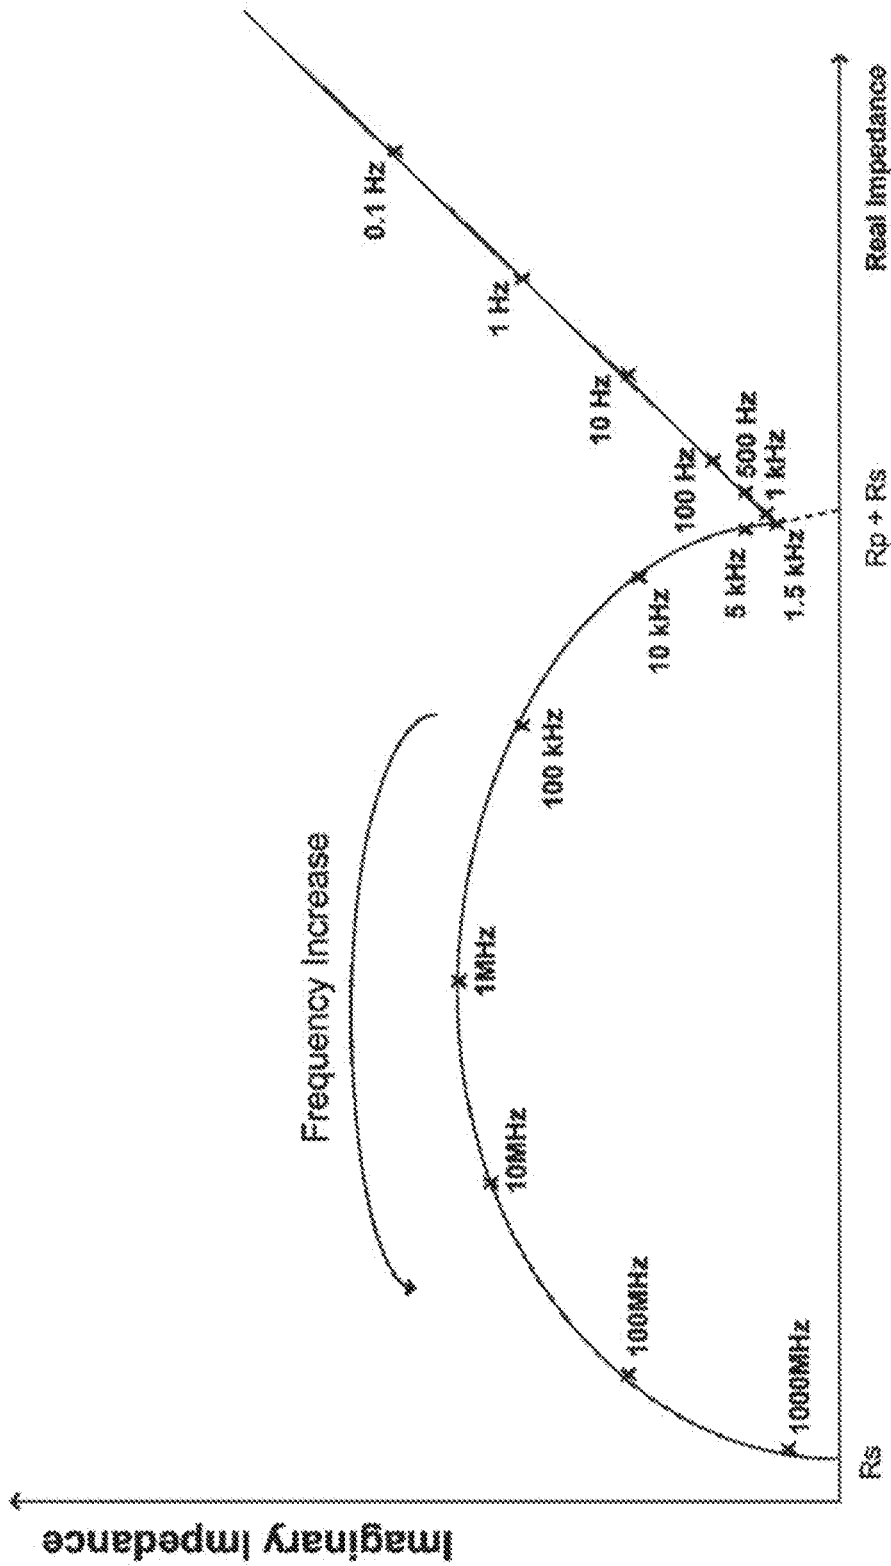 Imaginary Impedance
Frequency Increase
0.1 Hz
1 Hz
10 Hz
100 Hz
500 Hz
1 kHz
1.5 kHz
5 kHz
10 kHz
100 kHz
1MHz
10MHz
100MHz
1000MHz
Rs
Rp + Rs
Real Impedance